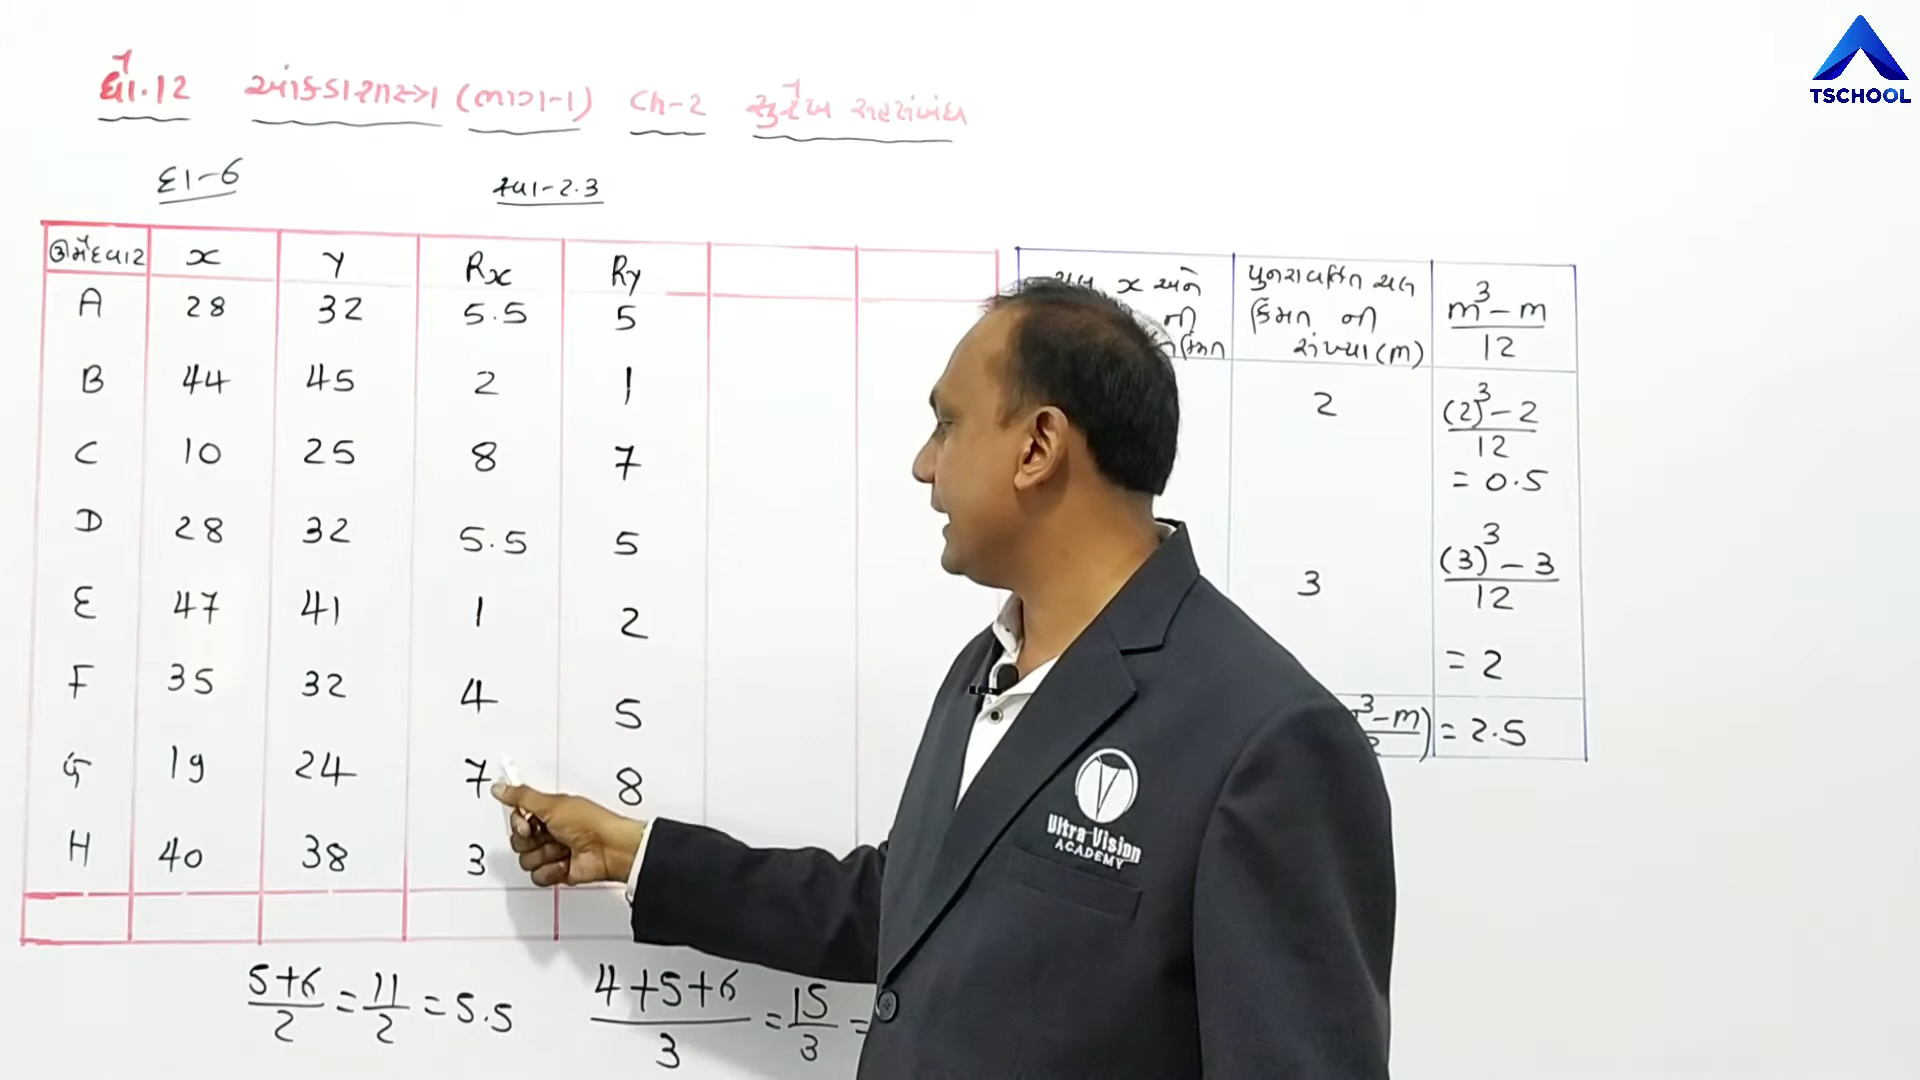 TSCHOOL
ધો.12 આંકડાશાસ્ત્ર (ભાગ-1) Ch-2 સુરેખ સહસંબંધ
દા-6 સ્વા-2.3
ઉમેદવાર x y Rx Ry
A 28 32 5.5 5
B 44 45 2 1
C 10 25 8 7
D 28 32 5.5 5
E 47 41 1 2
F 35 32 4 5
G 19 24 7 8
H 40 38 3
5+6/2 = 11/2 = 5.5
4+5+6/3 = 15/3 =
x અને
ની
પુનરાવર્તિત ચલ
કિંમત ની
સંખ્યા (m)
m³-m/12
2 (2)³-2/12
= 0.5
3 (3)³-3/12
= 2
³-m) = 2.5
Ultra Vision
ACADEMY